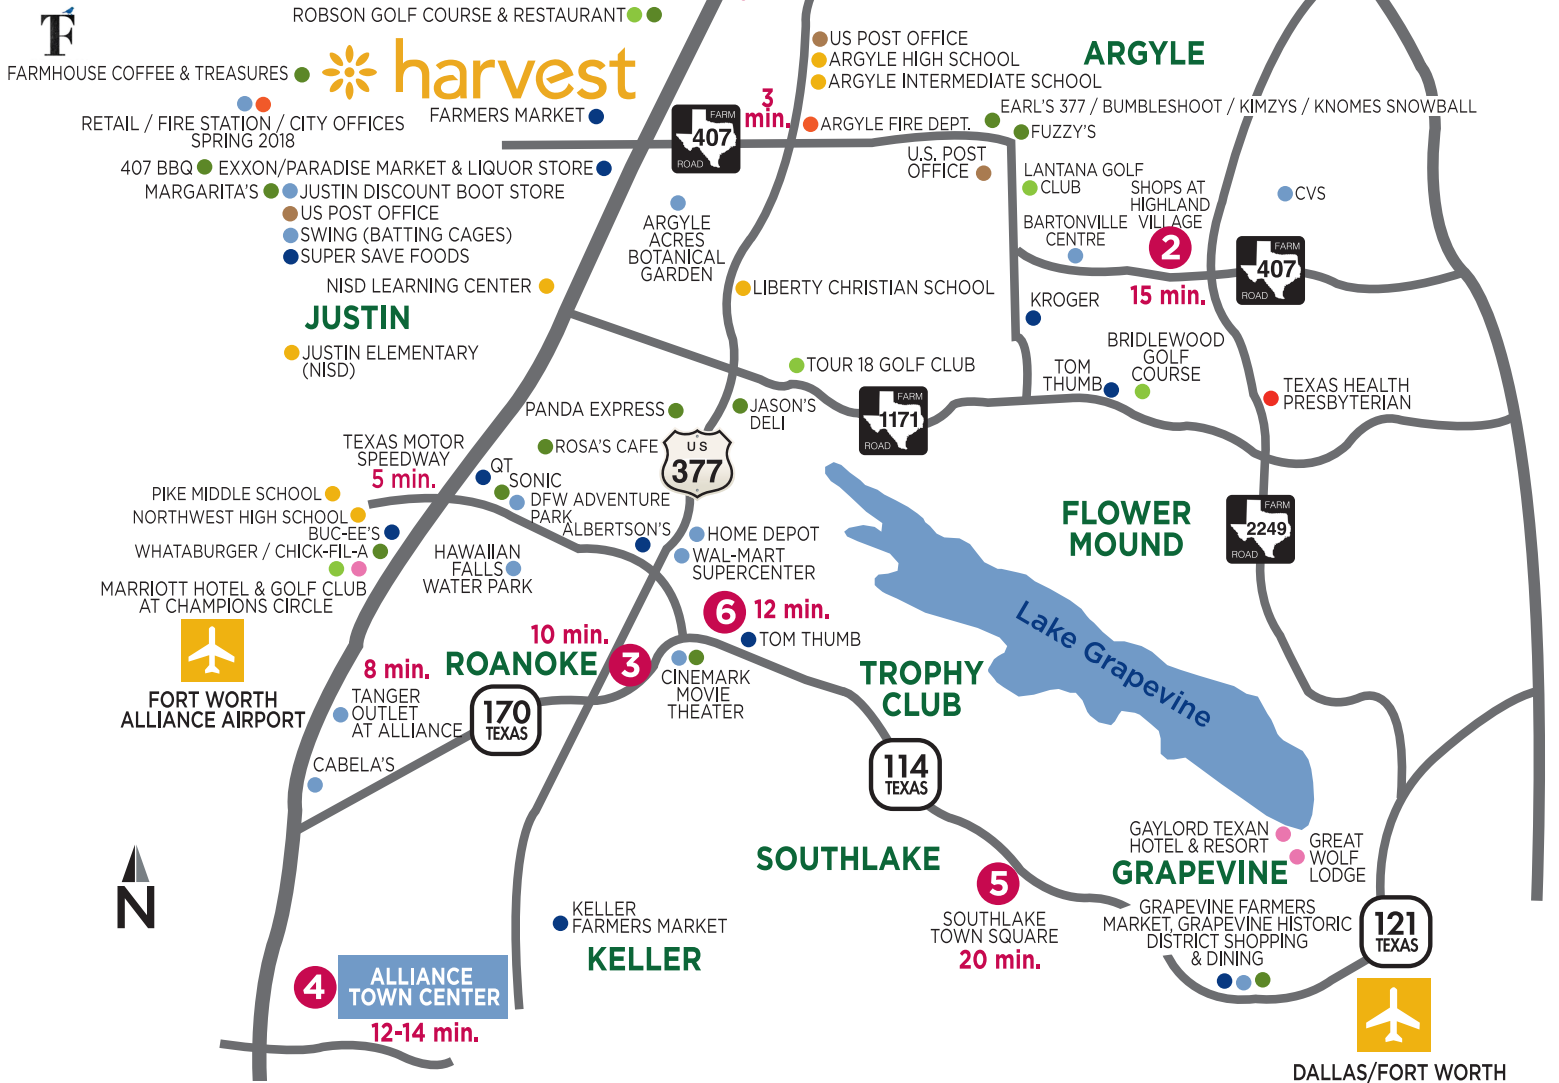 ROBSON GOLF COURSE & RESTAURANT
TF
FARMHOUSE COFFEE & TREASURES
harvest
FARMERS MARKET
RETAIL / FIRE STATION / CITY OFFICES
SPRING 2018
407 BBQ
EXXON/PARADISE MARKET & LIQUOR STORE
MARGARITA'S
JUSTIN DISCOUNT BOOT STORE
US POST OFFICE
SWING (BATTING CAGES)
SUPER SAVE FOODS
NISD LEARNING CENTER
JUSTIN
JUSTIN ELEMENTARY
(NISD)
US POST OFFICE
ARGYLE HIGH SCHOOL
ARGYLE INTERMEDIATE SCHOOL
ARGYLE
3
min.
FARM
407
ROAD
ARGYLE FIRE DEPT.
EARL'S 377 / BUMBLESHOOT / KIMZYS / KNOMES SNOWBALL
FUZZY'S
U.S. POST
OFFICE
LANTANA GOLF
CLUB
SHOPS AT
HIGHLAND
VILLAGE
2
15 min.
CVS
BARTONVILLE
CENTRE
FARM
407
ROAD
ARGYLE
ACRES
BOTANICAL
GARDEN
LIBERTY CHRISTIAN SCHOOL
KROGER
TOUR 18 GOLF CLUB
TOM
THUMB
BRIDLEWOOD
GOLF
COURSE
TEXAS HEALTH
PRESBYTERIAN
FARM
1171
ROAD
PANDA EXPRESS
JASON'S
DELI
ROSA'S CAFE
US
377
TEXAS MOTOR
SPEEDWAY
5 min.
QT
SONIC
DFW ADVENTURE
PARK
ALBERTSON'S
PIKE MIDDLE SCHOOL
NORTHWEST HIGH SCHOOL
BUC-EE'S
WHATABURGER / CHICK-FIL-A
MARRIOTT HOTEL & GOLF CLUB
AT CHAMPIONS CIRCLE
HAWAIIAN
FALLS
WATER PARK
HOME DEPOT
WAL-MART
SUPERCENTER
FLOWER
MOUND
FARM
2249
ROAD
Lake Grapevine
6
12 min.
TOM THUMB
10 min.
ROANOKE
3
CINEMARK
MOVIE
THEATER
TROPHY
CLUB
FORT WORTH
ALLIANCE AIRPORT
8 min.
TANGER
OUTLET
AT ALLIANCE
170
TEXAS
CABELA'S
114
TEXAS
SOUTHLAKE
5
SOUTHLAKE
TOWN SQUARE
20 min.
GAYLORD TEXAN
HOTEL & RESORT
GREAT
WOLF
LODGE
GRAPEVINE
GRAPEVINE FARMERS
MARKET, GRAPEVINE HISTORIC
DISTRICT SHOPPING
& DINING
121
TEXAS
N
KELLER
FARMERS MARKET
KELLER
4
ALLIANCE
TOWN CENTER
12-14 min.
DALLAS/FORT WORTH